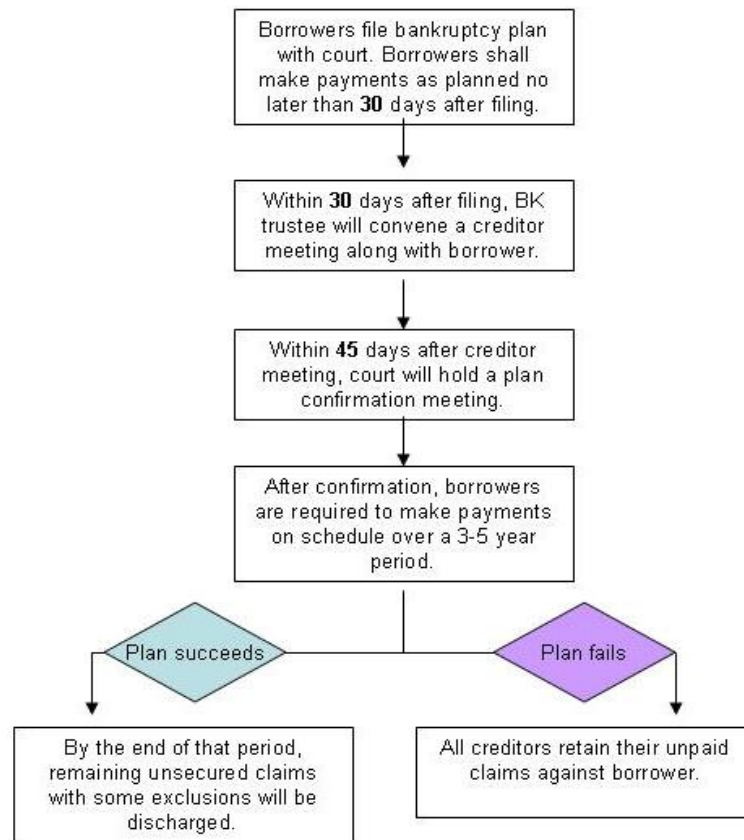 Borrowers file bankruptcy plan
with court. Borrowers shall
make payments as planned no
later than 30 days after filing.
Within 30 days after filing, BK
trustee will convene a creditor
meeting along with borrower.
Within 45 days after creditor
meeting, court will hold a plan
confirmation meeting.
After confirmation, borrowers
are required to make payments
on schedule over a 3-5 year
period.
Plan succeeds
Plan fails
By the end of that period,
remaining unsecured claims
with some exclusions will be
discharged.
All creditors retain their unpaid
claims against borrower.